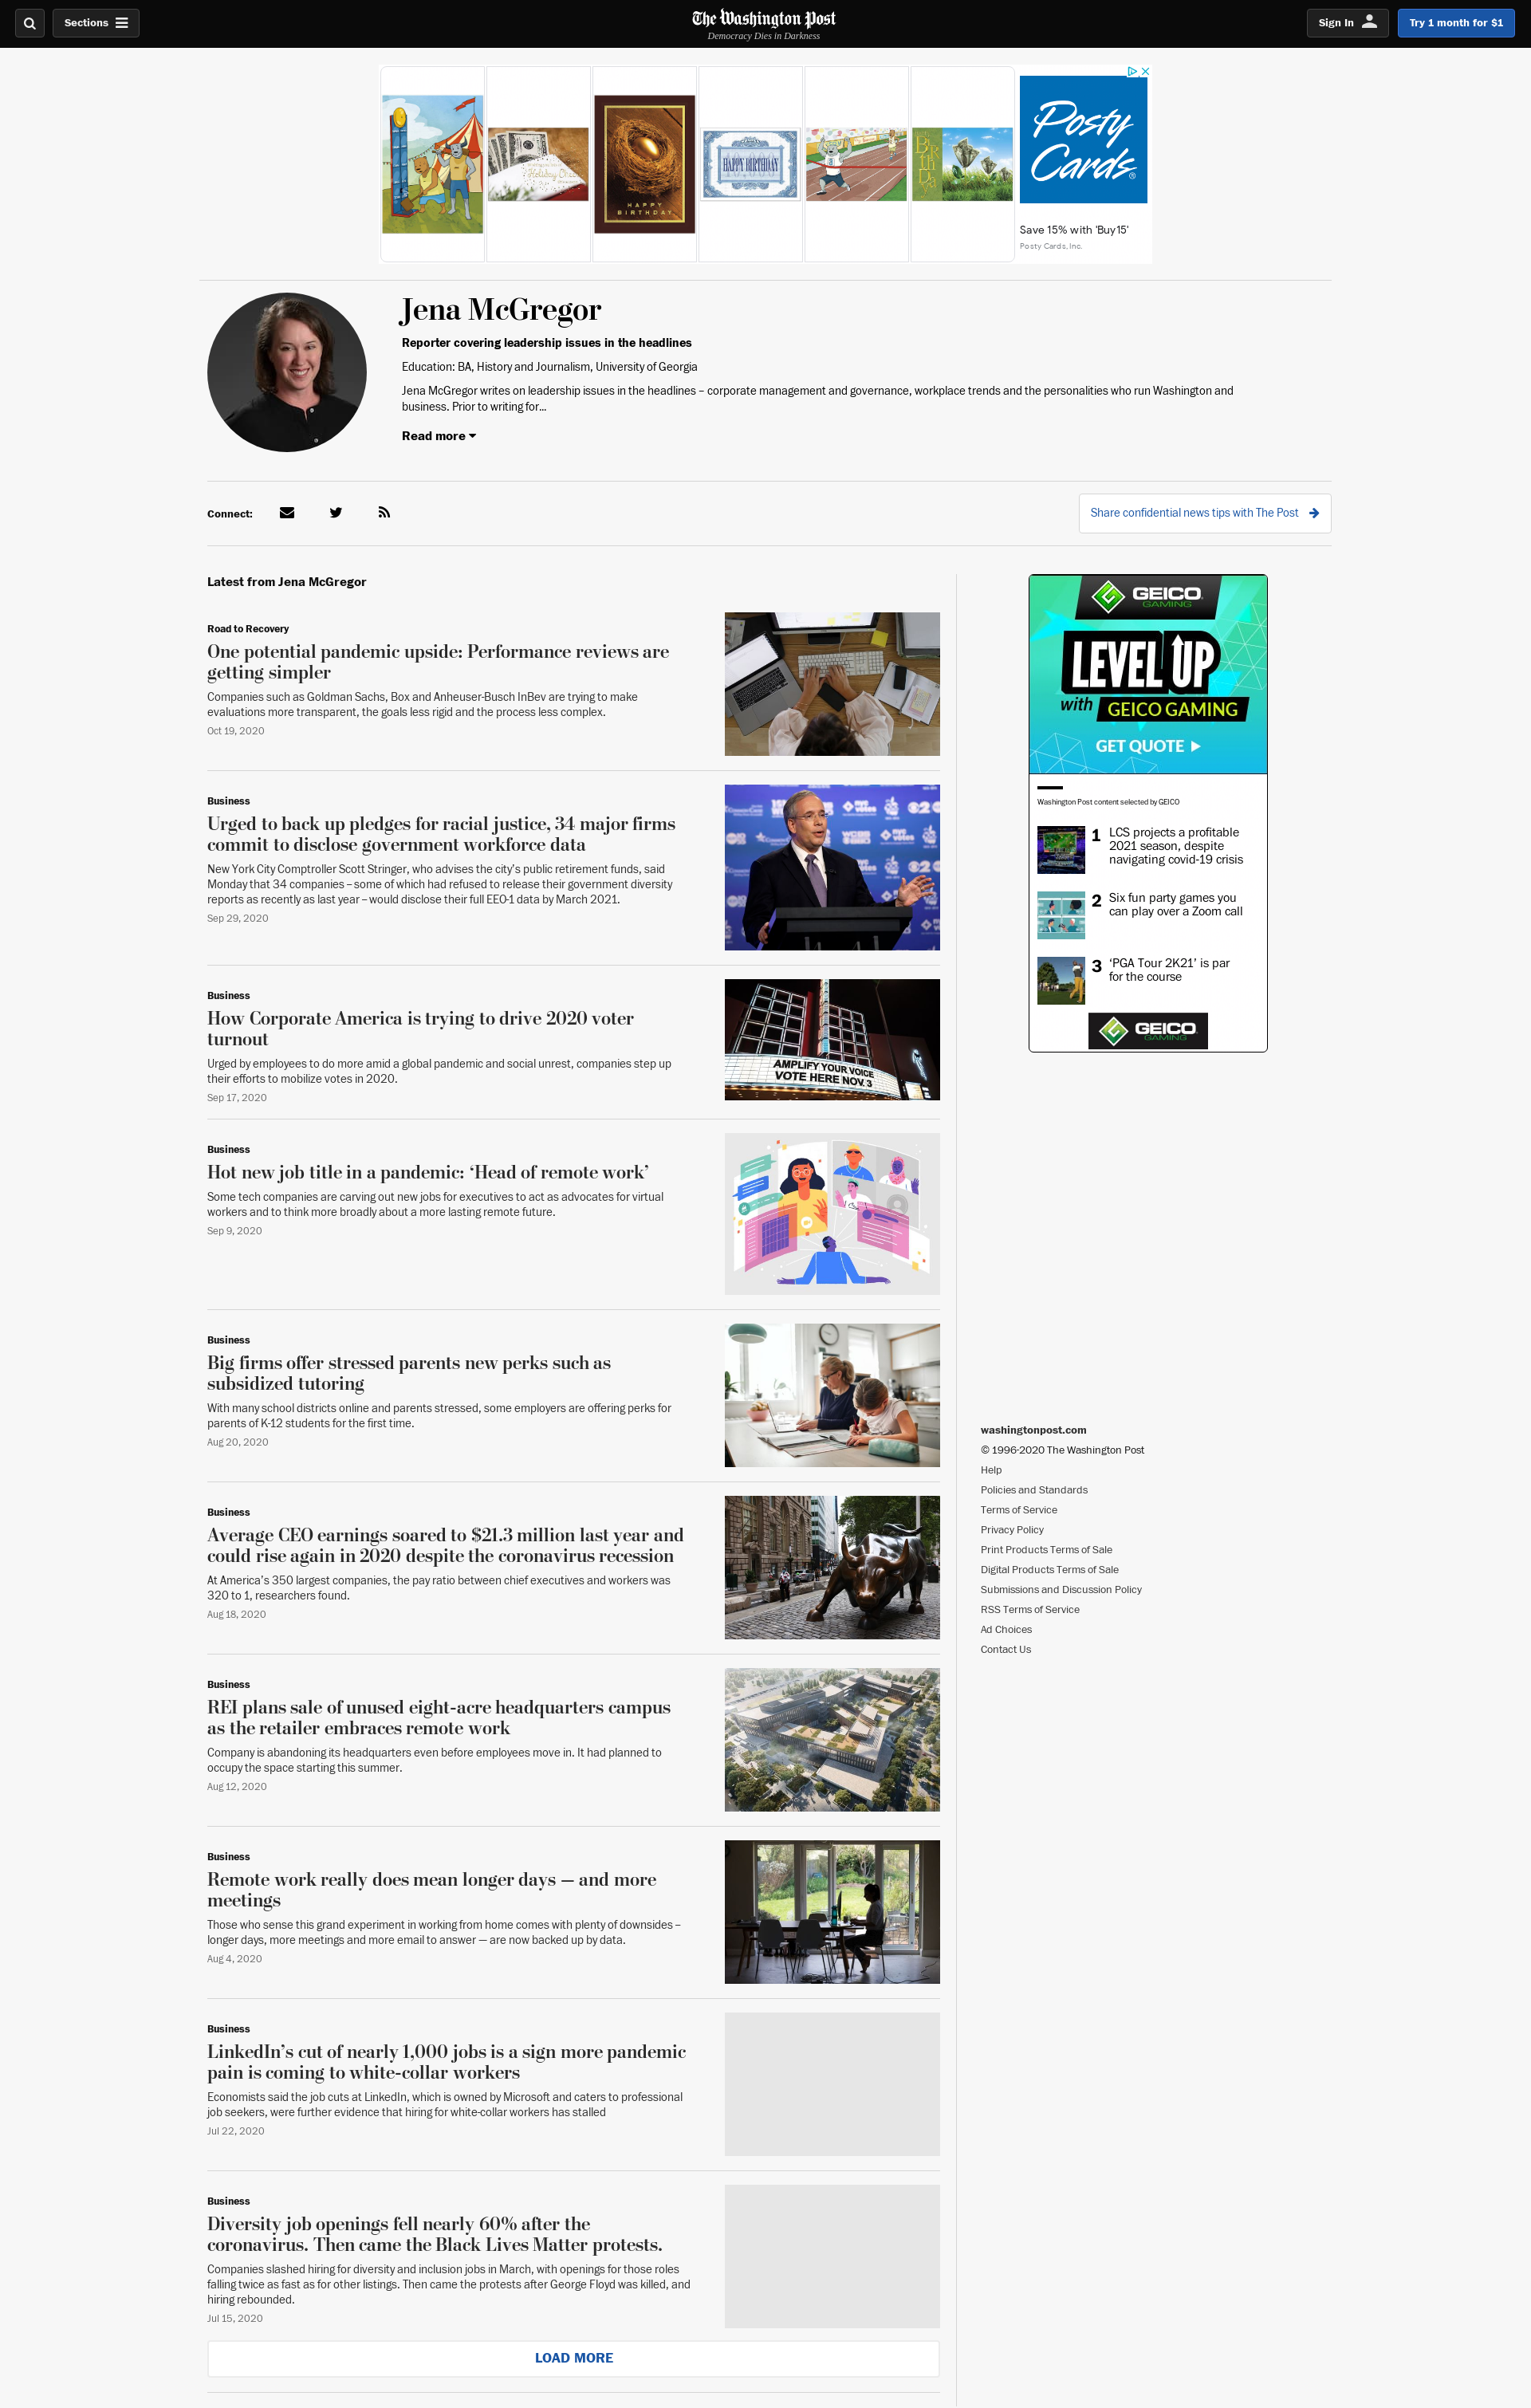 Sections
The Washington Post
Democracy Dies in Darkness
Sign In
Try 1 month for $1
Holiday Cheer
HAPPY
BIRTHDAY
HAPPY BIRTHDAY
Posty
Cards®
Save 15% with 'Buy15'
Posty Cards, Inc.
Jena McGregor
Reporter covering leadership issues in the headlines
Education: BA, History and Journalism, University of Georgia
Jena McGregor writes on leadership issues in the headlines – corporate management and governance, workplace trends and the personalities who run Washington and
business. Prior to writing for...
Read more
Connect:
Share confidential news tips with The Post
Latest from Jena McGregor
Road to Recovery
One potential pandemic upside: Performance reviews are
getting simpler
Companies such as Goldman Sachs, Box and Anheuser-Busch InBev are trying to make
evaluations more transparent, the goals less rigid and the process less complex.
Oct 19, 2020
Business
Urged to back up pledges for racial justice, 34 major firms
commit to disclose government workforce data
New York City Comptroller Scott Stringer, who advises the city’s public retirement funds, said
Monday that 34 companies – some of which had refused to release their government diversity
reports as recently as last year – would disclose their full EEO-1 data by March 2021.
Sep 29, 2020
Business
How Corporate America is trying to drive 2020 voter
turnout
Urged by employees to do more amid a global pandemic and social unrest, companies step up
their efforts to mobilize votes in 2020.
Sep 17, 2020
AMPLIFY YOUR VOICE
VOTE HERE NOV. 3
Business
Hot new job title in a pandemic: ‘Head of remote work’
Some tech companies are carving out new jobs for executives to act as advocates for virtual
workers and to think more broadly about a more lasting remote future.
Sep 9, 2020
Business
Big firms offer stressed parents new perks such as
subsidized tutoring
With many school districts online and parents stressed, some employers are offering perks for
parents of K-12 students for the first time.
Aug 20, 2020
Business
Average CEO earnings soared to $21.3 million last year and
could rise again in 2020 despite the coronavirus recession
At America’s 350 largest companies, the pay ratio between chief executives and workers was
320 to 1, researchers found.
Aug 18, 2020
Business
REI plans sale of unused eight-acre headquarters campus
as the retailer embraces remote work
Company is abandoning its headquarters even before employees move in. It had planned to
occupy the space starting this summer.
Aug 12, 2020
Business
Remote work really does mean longer days — and more
meetings
Those who sense this grand experiment in working from home comes with plenty of downsides –
longer days, more meetings and more email to answer — are now backed up by data.
Aug 4, 2020
Business
LinkedIn’s cut of nearly 1,000 jobs is a sign more pandemic
pain is coming to white-collar workers
Economists said the job cuts at LinkedIn, which is owned by Microsoft and caters to professional
job seekers, were further evidence that hiring for white-collar workers has stalled
Jul 22, 2020
Business
Diversity job openings fell nearly 60% after the
coronavirus. Then came the Black Lives Matter protests.
Companies slashed hiring for diversity and inclusion jobs in March, with openings for those roles
falling twice as fast as for other listings. Then came the protests after George Floyd was killed, and
hiring rebounded.
Jul 15, 2020
LOAD MORE
GEICO
GAMING
LEVEL UP
with GEICO GAMING
GET QUOTE
Washington Post content selected by GEICO
1 LCS projects a profitable
2021 season, despite
navigating covid-19 crisis
2 Six fun party games you
can play over a Zoom call
3 ‘PGA Tour 2K21’ is par
for the course
GEICO
GAMING
washingtonpost.com
© 1996-2020 The Washington Post
Help
Policies and Standards
Terms of Service
Privacy Policy
Print Products Terms of Sale
Digital Products Terms of Sale
Submissions and Discussion Policy
RSS Terms of Service
Ad Choices
Contact Us